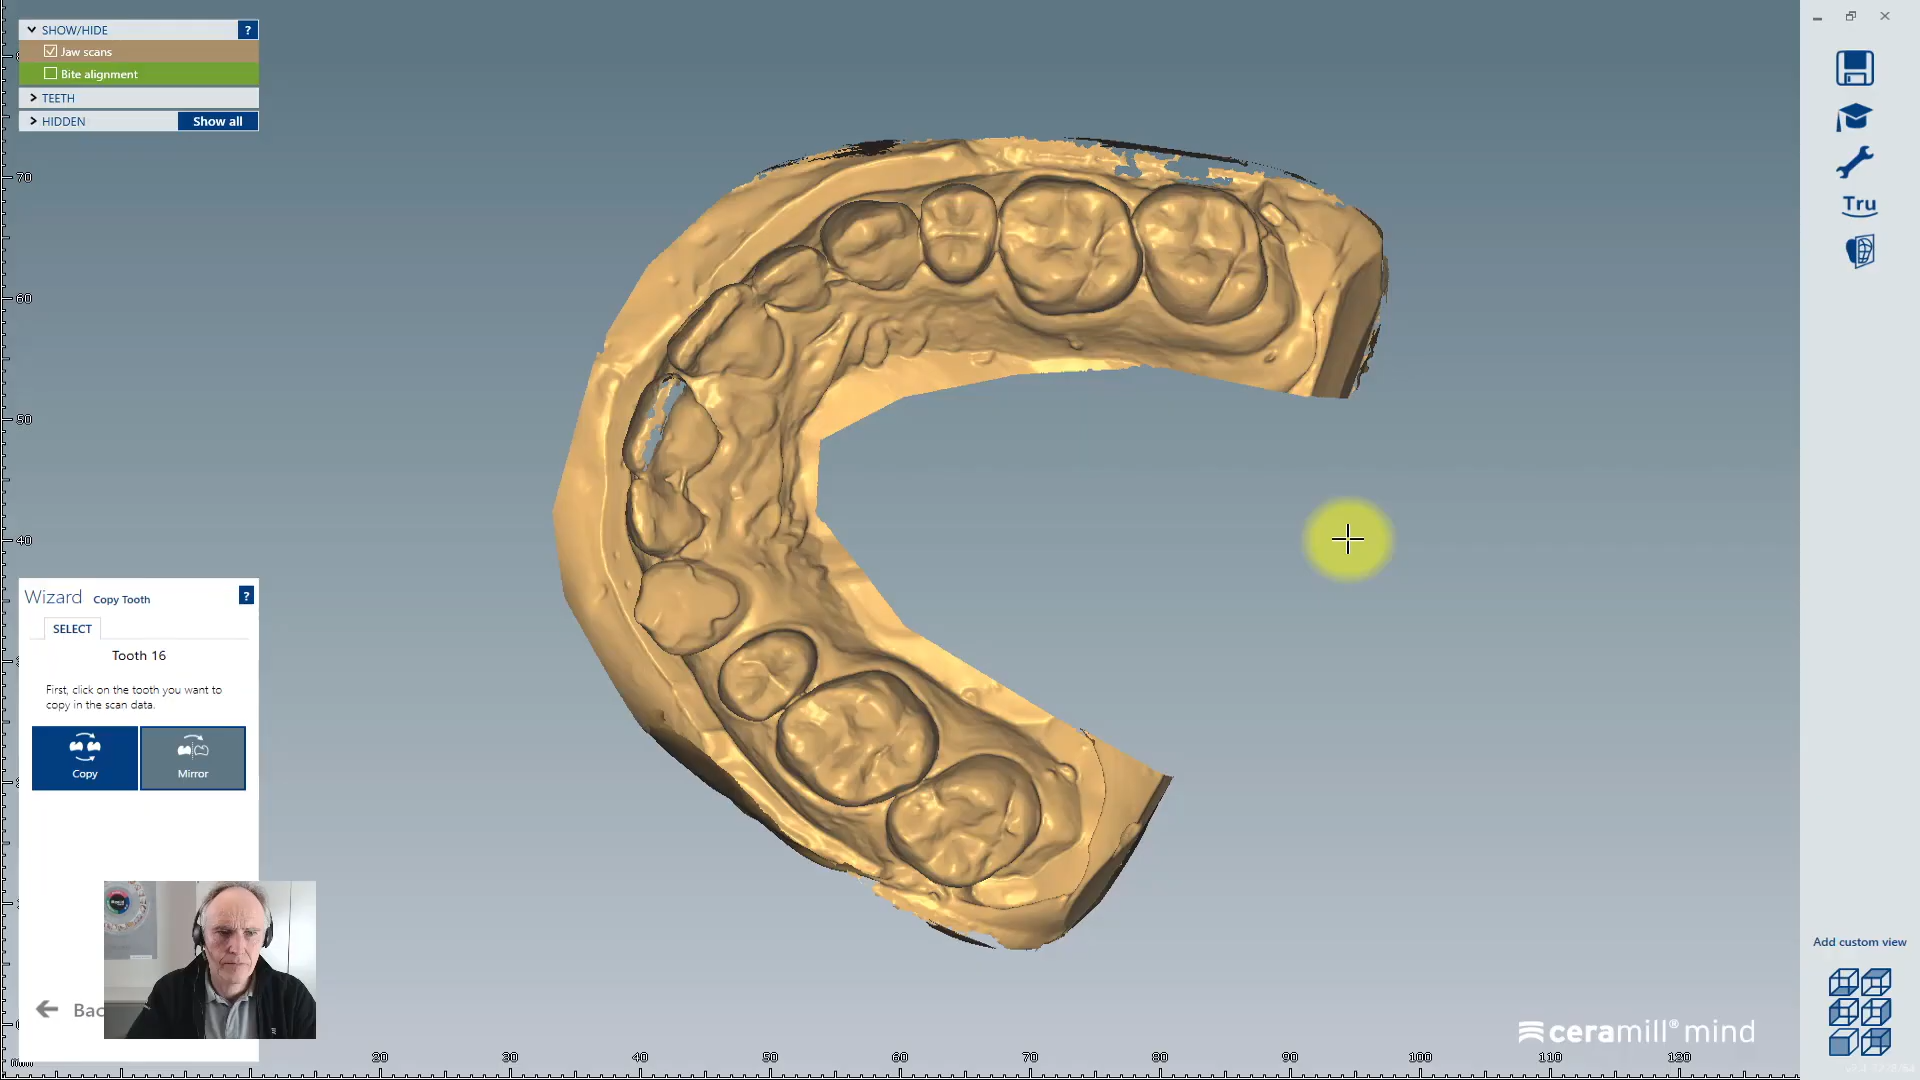 SHOW/HIDE ?
Jaw scans
Bite alignment
TEETH
HIDDEN Show all
Tru
70
60
50
40
Wizard Copy Tooth ?
SELECT
Tooth 16
First, click on the tooth you want to
copy in the scan data.
Copy Mirror
Bac
Add custom view
ceramill® mind
20 30 40 50 60 70 80 90 100 110 120